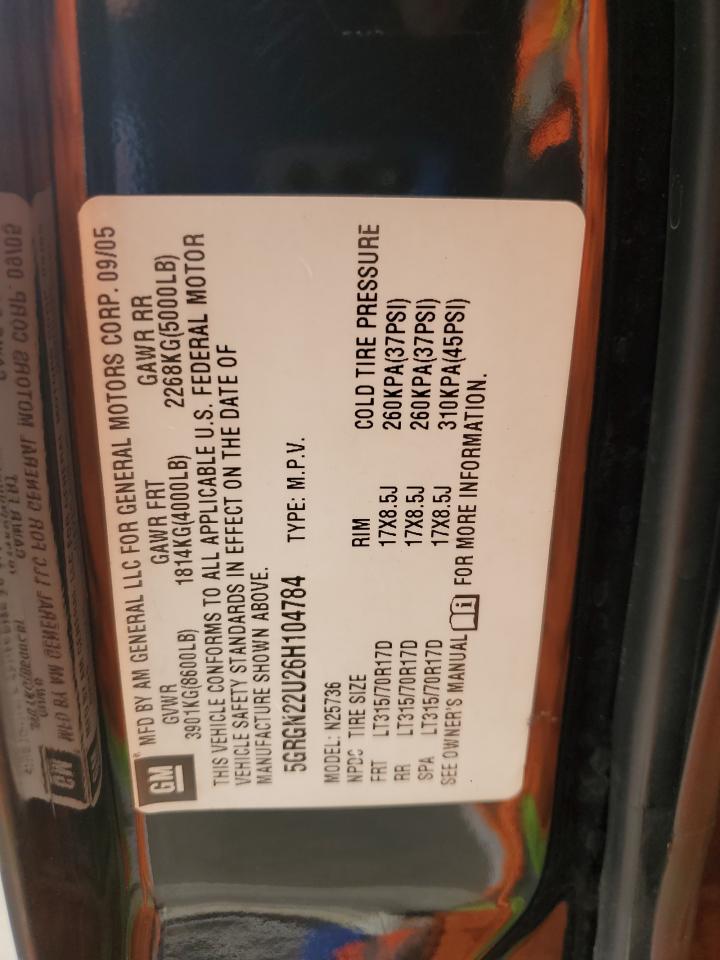 GM
MFD BY AM GENERAL LLC FOR GENERAL MOTORS CORP. 09/05
GVWR GAWR FRT GAWR RR
3901KG(8600LB) 1814KG(4000LB) 2268KG(5000LB)
THIS VEHICLE CONFORMS TO ALL APPLICABLE U.S. FEDERAL MOTOR
VEHICLE SAFETY STANDARDS IN EFFECT ON THE DATE OF
MANUFACTURE SHOWN ABOVE.
5GRGN22U26H104784 TYPE: M.P.V.
MODEL: N25736
NPDC TIRE SIZE RIM COLD TIRE PRESSURE
FRT LT315/70R17D 17X8.5J 260KPA(37PSI)
RR LT315/70R17D 17X8.5J 260KPA(37PSI)
SPA LT315/70R17D 17X8.5J 310KPA(45PSI)
SEE OWNER'S MANUAL i FOR MORE INFORMATION.